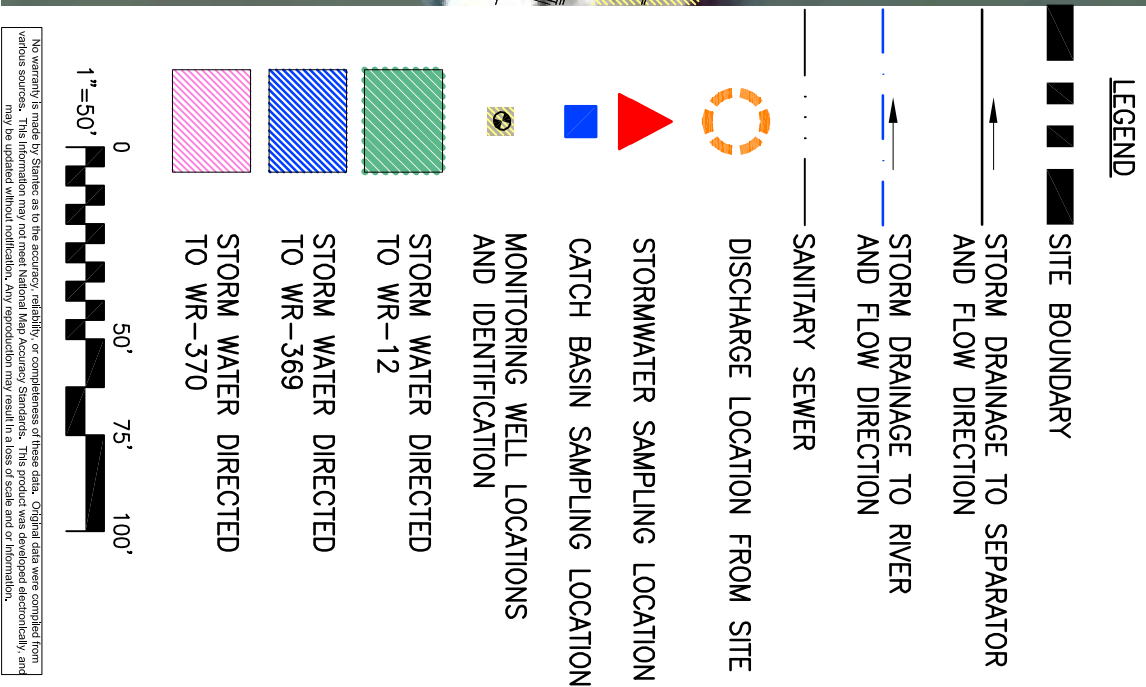 LEGEND
SITE BOUNDARY
STORM DRAINAGE TO SEPARATOR
AND FLOW DIRECTION
STORM DRAINAGE TO RIVER
AND FLOW DIRECTION
SANITARY SEWER
DISCHARGE LOCATION FROM SITE
STORMWATER SAMPLING LOCATION
CATCH BASIN SAMPLING LOCATION
MONITORING WELL LOCATIONS
AND IDENTIFICATION
STORM WATER DIRECTED
TO WR-12
STORM WATER DIRECTED
TO WR-369
STORM WATER DIRECTED
TO WR-370
0 50' 75' 100'
1"=50'
No warranty is made by Stantec as to the accuracy, reliability, or completeness of these data. Original data were compiled from
various sources. This information may not meet National Map Accuracy Standards. This product was developed electronically, and
may be updated without notification. Any reproduction may result in a loss of scale and or information.